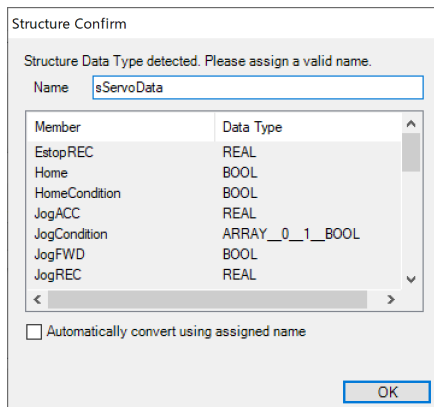 Structure Confirm
Structure Data Type detected. Please assign a valid name.
Name sServoData
Member Data Type
EstopREC REAL
Home BOOL
HomeCondition BOOL
JogACC REAL
JogCondition ARRAY__0__1__BOOL
JogFWD BOOL
JogREC REAL
Automatically convert using assigned name
OK